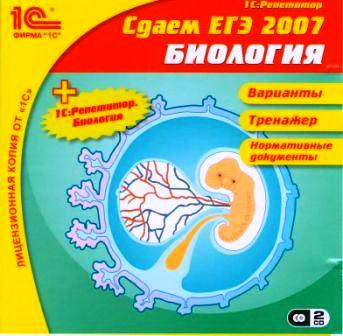 1С:Репетитор
1С®
ФИРМА "1С"
Сдаем ЕГЭ 2007
БИОЛОГИЯ
+
1С:Репетитор.
Биология
Варианты
Тренажер
Нормативные
документы
ЛИЦЕНЗИОННАЯ КОПИЯ ОТ «1С»
2
CD